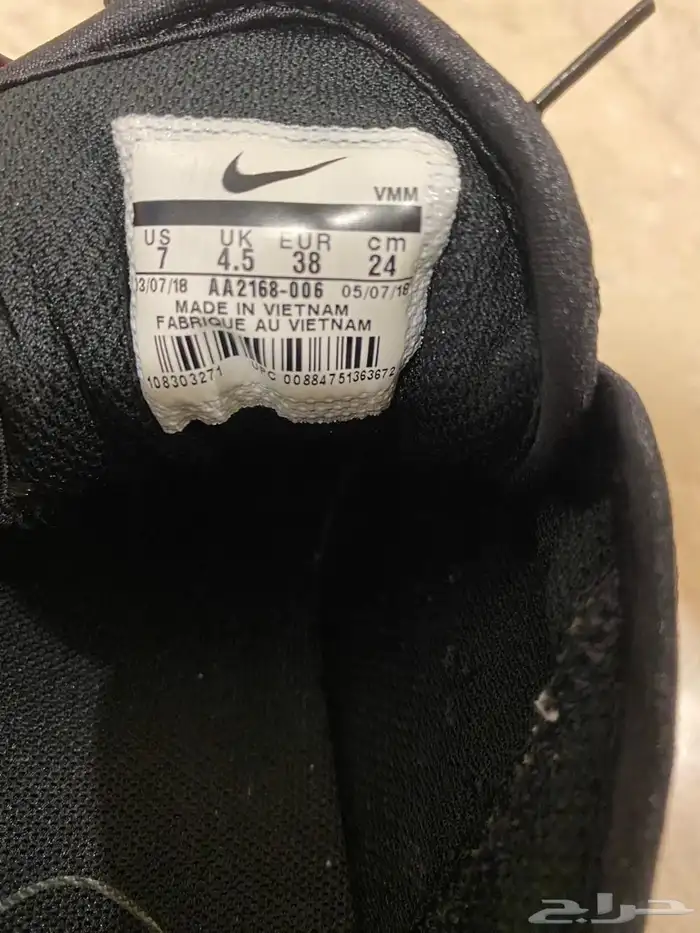 VMM
US UK EUR cm
7 4.5 38 24
03/07/18 AA2168-006 05/07/18
MADE IN VIETNAM
FABRIQUE AU VIETNAM
108303271 UPC 00884751363672
حراج